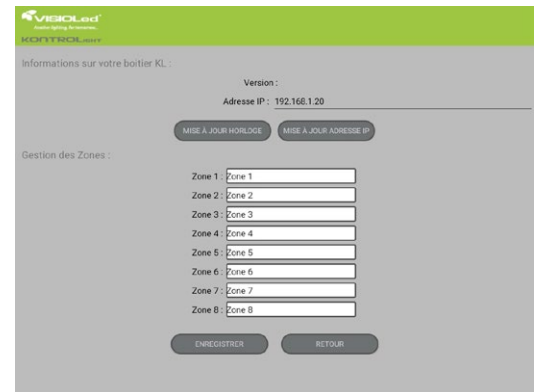 VISIOLed
KONTROLIGHT
Informations sur votre boitier KL :
Version :
Adresse IP : 192.168.1.20
MISE À JOUR HORLOGE MISE À JOUR ADRESSE IP
Gestion des Zones :
Zone 1 : Zone 1
Zone 2 : Zone 2
Zone 3 : Zone 3
Zone 4 : Zone 4
Zone 5 : Zone 5
Zone 6 : Zone 6
Zone 7 : Zone 7
Zone 8 : Zone 8
ENREGISTRER RETOUR